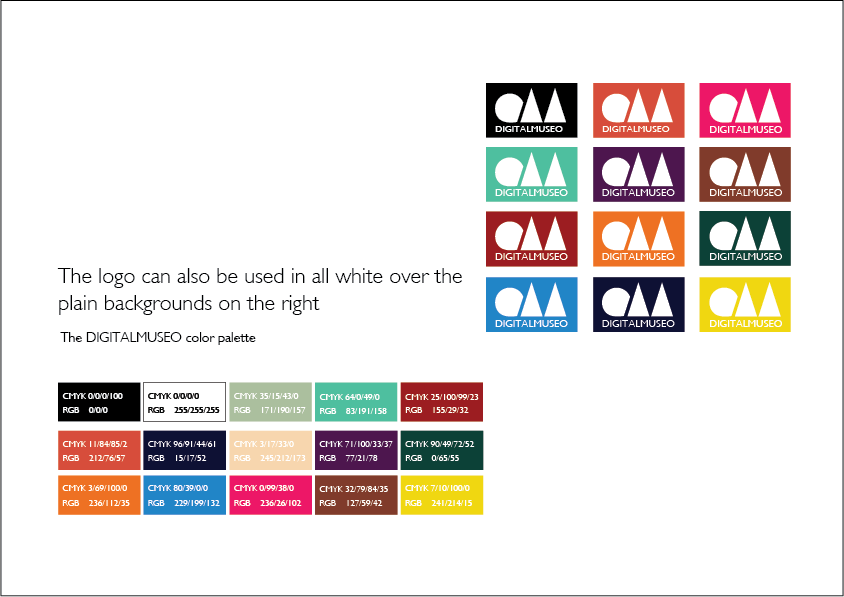 DIGITALMUSEO DIGITALMUSEO DIGITALMUSEO
DIGITALMUSEO DIGITALMUSEO DIGITALMUSEO
DIGITALMUSEO DIGITALMUSEO DIGITALMUSEO
DIGITALMUSEO DIGITALMUSEO DIGITALMUSEO
The logo can also be used in all white over the
plain backgrounds on the right
The DIGITALMUSEO color palette
CMYK 0/0/0/100
RGB 0/0/0
CMYK 0/0/0/0
RGB 255/255/255
CMYK 35/15/43/0
RGB 171/190/157
CMYK 64/0/49/0
RGB 83/191/158
CMYK 25/100/99/23
RGB 155/29/32
CMYK 11/84/85/2
RGB 212/76/57
CMYK 96/91/44/61
RGB 15/17/52
CMYK 3/17/33/0
RGB 245/212/173
CMYK 71/100/33/37
RGB 77/21/78
CMYK 90/49/72/52
RGB 0/65/55
CMYK 3/69/100/0
RGB 236/112/35
CMYK 80/39/0/0
RGB 229/199/132
CMYK 0/99/38/0
RGB 236/26/102
CMYK 32/79/84/35
RGB 127/59/42
CMYK 7/10/100/0
RGB 241/214/15